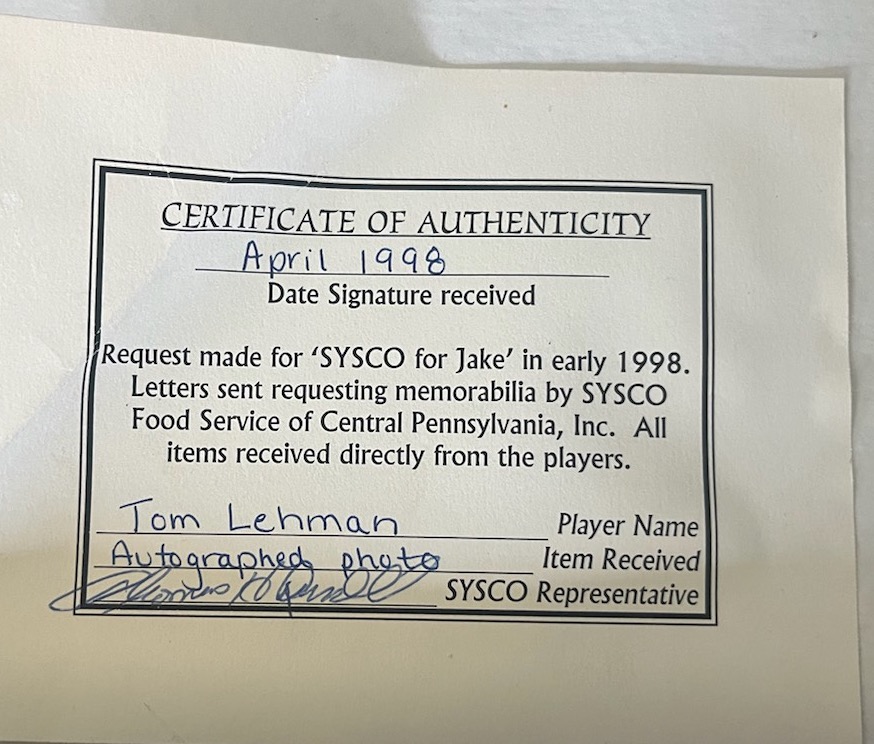 CERTIFICATE OF AUTHENTICITY
April 1998
Date Signature received
Request made for ‘SYSCO for Jake’ in early 1998.
Letters sent requesting memorabilia by SYSCO
Food Service of Central Pennsylvania, Inc. All
items received directly from the players.
Tom Lehman Player Name
Autographed photo Item Received
SYSCO Representative